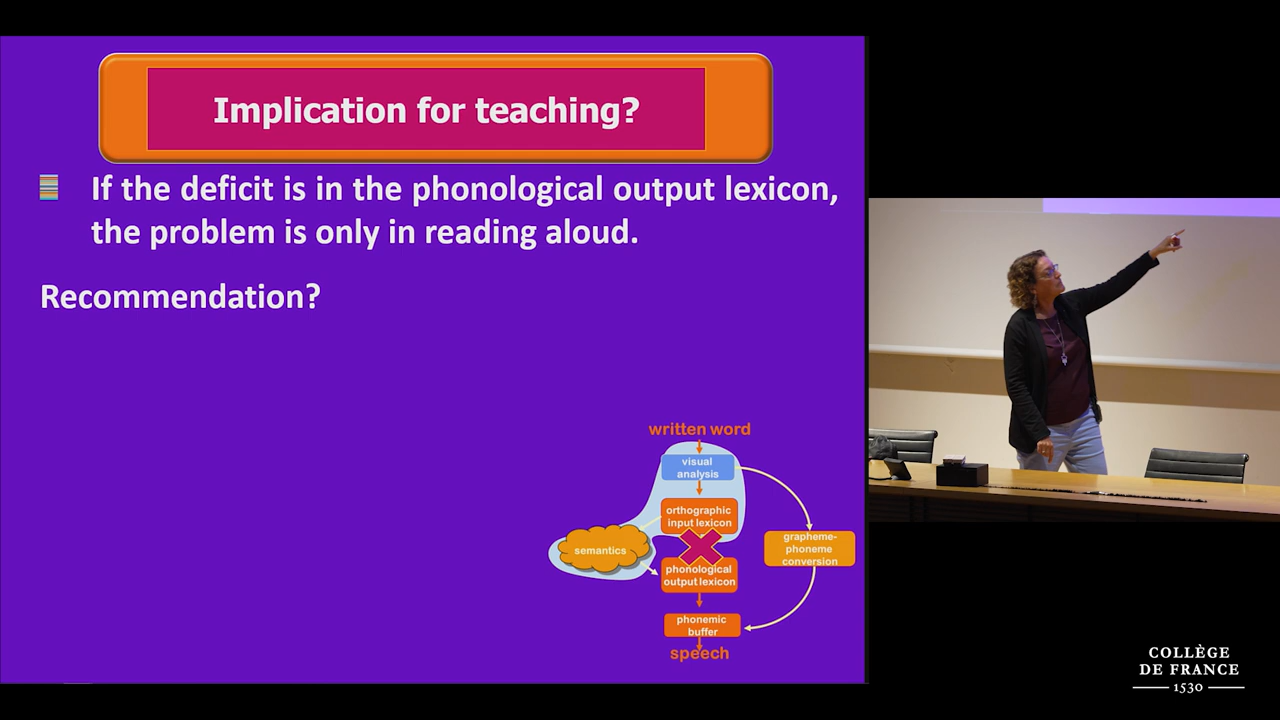 Implication for teaching?
If the deficit is in the phonological output lexicon,
the problem is only in reading aloud.
Recommendation?
written word
visual
analysis
orthographic
input lexicon
semantics
grapheme-
phoneme
conversion
phonological
output lexicon
phonemic
buffer
speech
COLLÈGE
DE FRANCE
1530